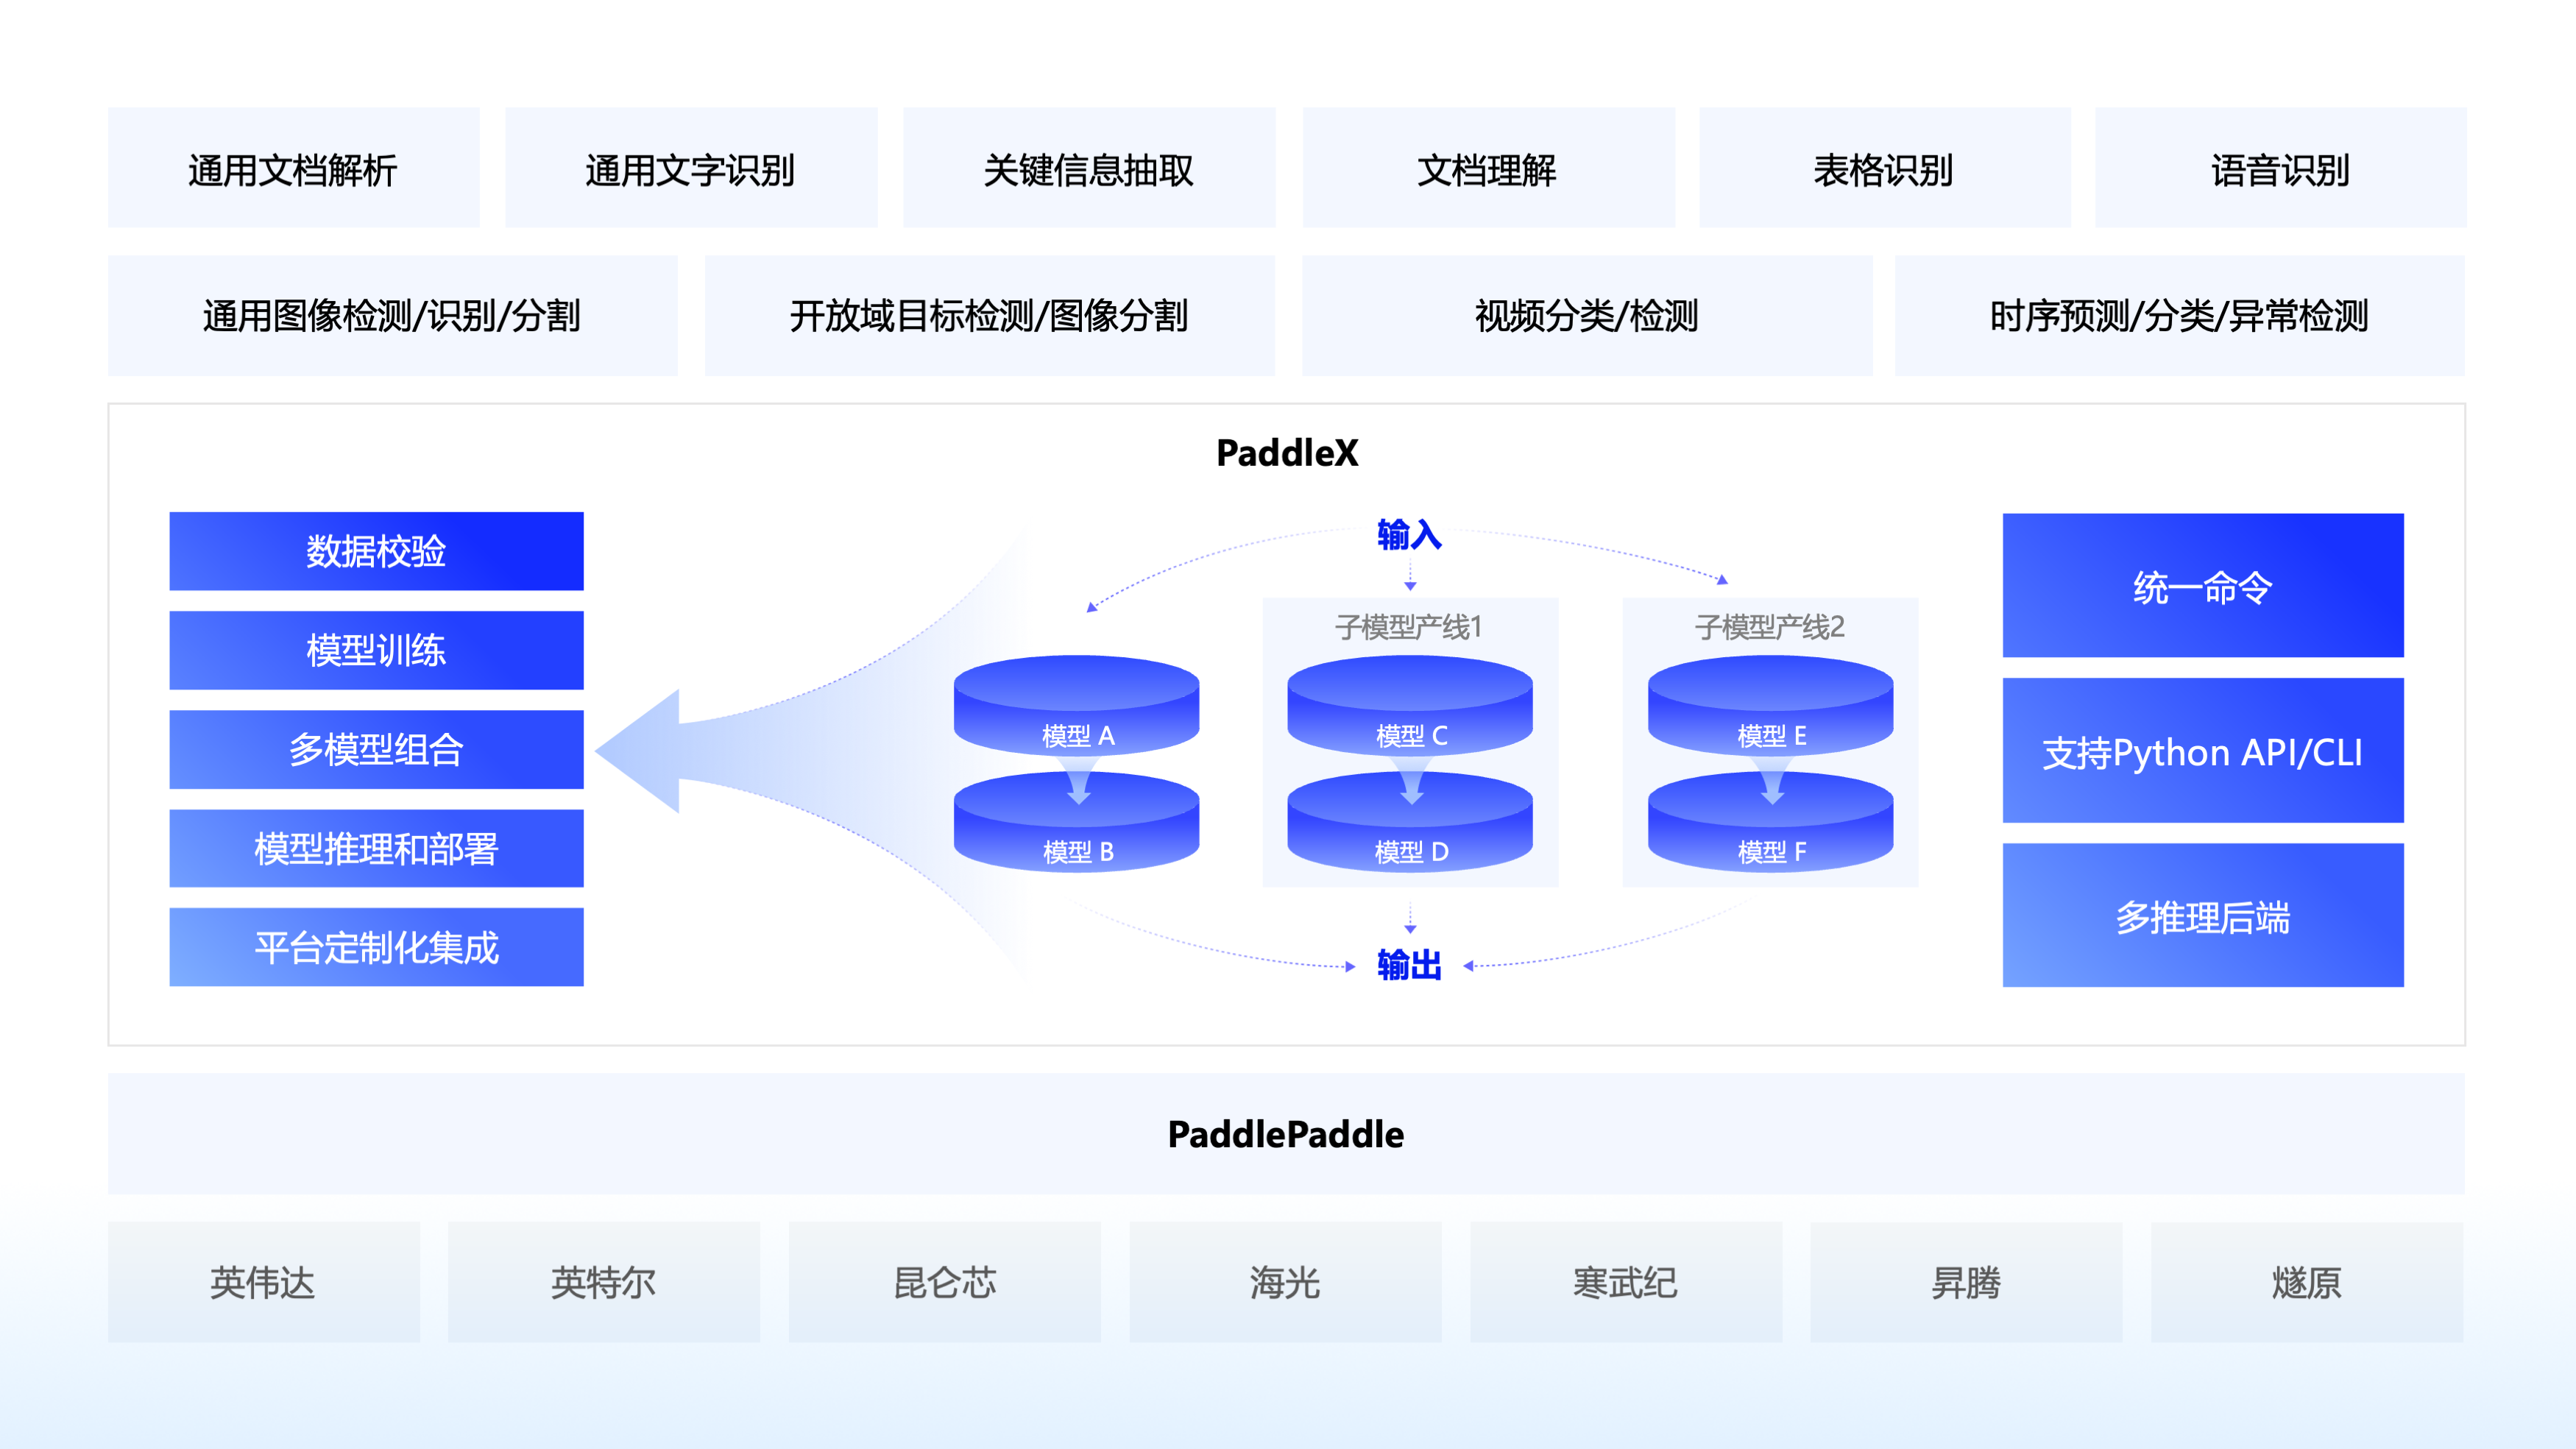 通用文档解析
通用文字识别
关键信息抽取
文档理解
表格识别
语音识别
通用图像检测/识别/分割
开放域目标检测/图像分割
视频分类/检测
时序预测/分类/异常检测
PaddleX
数据校验
模型训练
多模型组合
模型推理和部署
平台定制化集成
输入
子模型产线1
子模型产线2
模型 A
模型 C
模型 E
模型 B
模型 D
模型 F
输出
统一命令
支持Python API/CLI
多推理后端
PaddlePaddle
英伟达
英特尔
昆仑芯
海光
寒武纪
昇腾
燧原